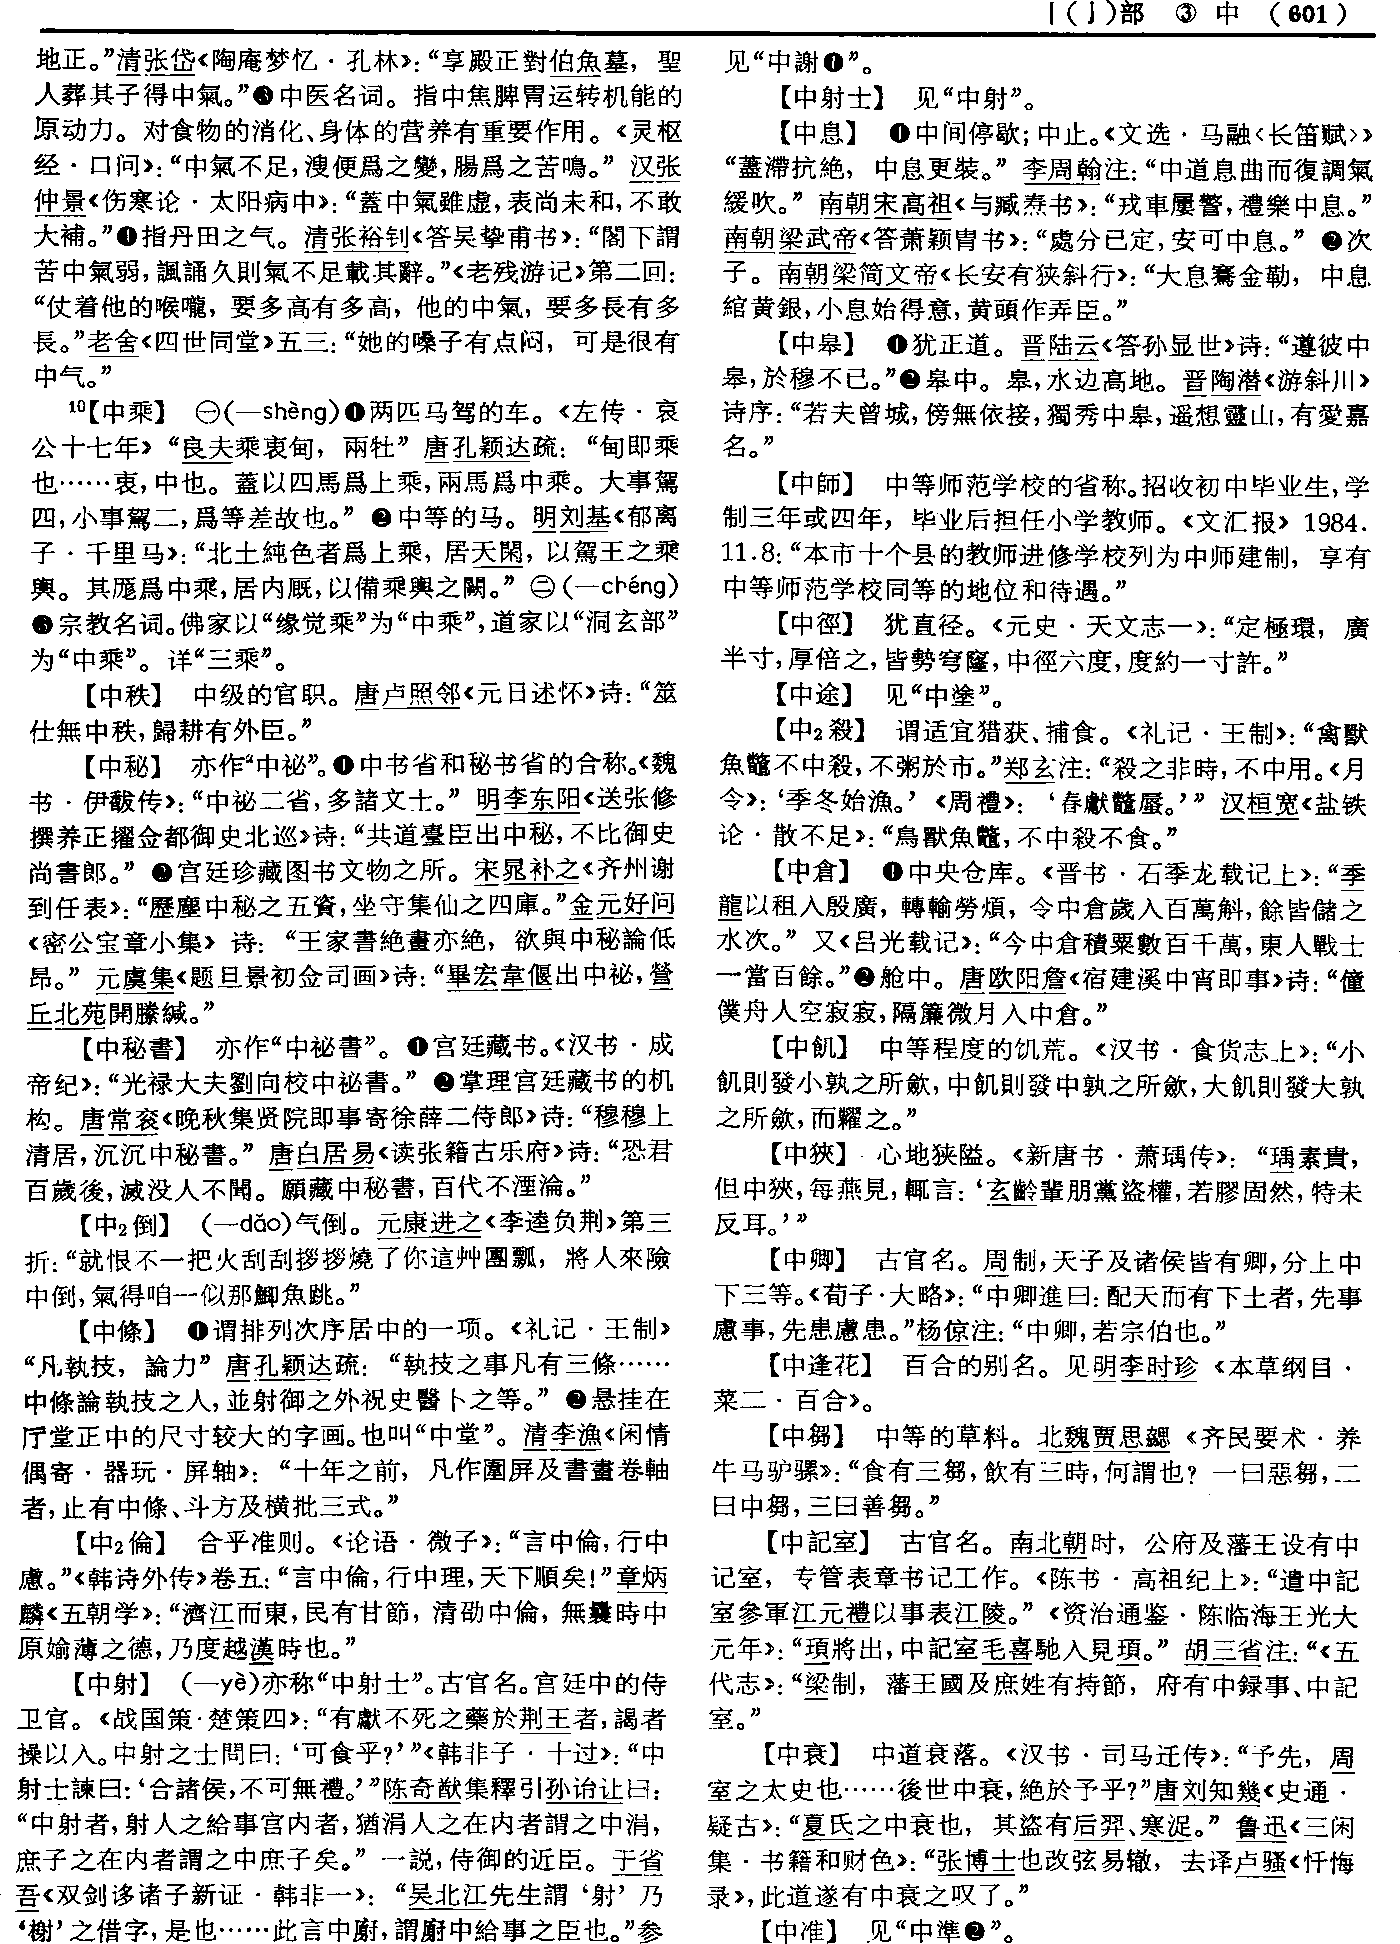 丨(亅)部 ③ 中 (601)
地正。”清张岱《陶庵梦忆·孔林》：“享殿正對伯魚墓，聖
人葬其子得中氣。”❸中医名词。指中焦脾胃运转机能的
原动力。对食物的消化、身体的营养有重要作用。《灵枢
经·口问》：“中氣不足，溲便爲之變，腸爲之苦鳴。” 汉张
仲景《伤寒论·太阳病中》：“蓋中氣雖虚，表尚未和，不敢
大補。”❹指丹田之气。清张裕钊《答吴挚甫书》：“閣下謂
苦中氣弱，諷誦久則氣不足載其辭。”《老残游记》第二回：
“仗着他的喉嚨，要多高有多高，他的中氣，要多長有多
長。”老舍《四世同堂》五三：“她的嗓子有点闷，可是很有
中气。”
10【中乘】 ㊀(—shèng)❶两匹马驾的车。《左传·哀
公十七年》“良夫乘衷甸，兩牡” 唐孔颖达疏：“甸即乘
也……衷，中也。蓋以四馬爲上乘，兩馬爲中乘。大事駕
四，小事駕二，爲等差故也。” ❷中等的马。明刘基《郁离
子·千里马》：“北土純色者爲上乘，居天閑，以駕王之乘
輿。其厖爲中乘，居内厩，以備乘輿之闕。” ㊁(—chéng)
❸宗教名词。佛家以“缘觉乘”为“中乘”，道家以“洞玄部”
为“中乘”。详“三乘”。
【中秩】 中级的官职。唐卢照邻《元日述怀》诗：“筮
仕無中秩，歸耕有外臣。”
【中秘】 亦作“中祕”。❶中书省和秘书省的合称。《魏
书·伊馛传》：“中祕二省，多諸文士。” 明李东阳《送张修
撰养正擢佥都御史北巡》诗：“共道臺臣出中秘，不比御史
尚書郎。” ❷宫廷珍藏图书文物之所。宋晁补之《齐州谢
到任表》：“歷塵中秘之五資，坐守集仙之四庫。”金元好问
《密公宝章小集》 诗：“王家書絶畫亦絶，欲與中秘論低
昂。” 元虞集《题旦景初佥司画》诗：“畢宏韋偃出中祕，營
丘北苑開縢緘。”
【中秘書】 亦作“中祕書”。❶宫廷藏书。《汉书·成
帝纪》：“光禄大夫劉向校中祕書。” ❷掌理宫廷藏书的机
构。唐常衮《晚秋集贤院即事寄徐薛二侍郎》诗：“穆穆上
清居，沉沉中秘書。” 唐白居易《读张籍古乐府》诗：“恐君
百歲後，滅没人不聞。願藏中秘書，百代不湮淪。”
【中₂倒】 (—dǎo)气倒。元康进之《李逵负荆》第三
折：“就恨不一把火刮刮拶拶燒了你這艸團瓢，將人來險
中倒，氣得咱一似那鯽魚跳。”
【中條】 ❶谓排列次序居中的一项。《礼记·王制》
“凡執技，論力” 唐孔颖达疏：“執技之事凡有三條……
中條論執技之人，並射御之外祝史醫卜之等。” ❷悬挂在
厅堂正中的尺寸较大的字画。也叫“中堂”。清李漁《闲情
偶寄·器玩·屏轴》：“十年之前，凡作圍屏及書畫卷軸
者，止有中條、斗方及横批三式。”
【中₂倫】 合乎准则。《论语·微子》：“言中倫，行中
慮。”《韩诗外传》卷五：“言中倫，行中理，天下順矣！”章炳
麟《五朝学》：“濟江而東，民有甘節，清劭中倫，無曩時中
原媮薄之德，乃度越漢時也。”
【中射】 (—yè)亦称“中射士”。古官名。宫廷中的侍
卫官。《战国策·楚策四》：“有獻不死之藥於荆王者，謁者
操以入。中射之士問曰：‘可食乎？’”《韩非子·十过》：“中
射士諫曰：‘合諸侯，不可無禮。’”陈奇猷集釋引孙诒让曰：
“中射者，射人之給事宫内者，猶涓人之在内者謂之中涓，
庶子之在内者謂之中庶子矣。” 一説，侍御的近臣。于省
吾《双剑誃诸子新证·韩非一》：“吴北江先生謂‘射’乃
‘榭’之借字，是也……此言中廚，謂廚中給事之臣也。”参
见“中謝❶”。
【中射士】 见“中射”。
【中息】 ❶中间停歇；中止。《文选·马融〈长笛赋〉》
“蓋滯抗絶，中息更裝。” 李周翰注：“中道息曲而復調氣
緩吹。” 南朝宋高祖《与臧焘书》：“戎車屢警，禮樂中息。”
南朝梁武帝《答萧颖胄书》：“處分已定，安可中息。” ❷次
子。南朝梁简文帝《长安有狭斜行》：“大息騫金勒，中息
綰黄銀，小息始得意，黄頭作弄臣。”
【中皋】 ❶犹正道。晋陆云《答孙显世》诗：“遵彼中
皋，於穆不已。”❷皋中。皋，水边高地。晋陶潜《游斜川》
诗序：“若夫曾城，傍無依接，獨秀中皋，遥想靈山，有愛嘉
名。”
【中師】 中等师范学校的省称。招收初中毕业生，学
制三年或四年，毕业后担任小学教师。《文汇报》1984.
11.8：“本市十个县的教师进修学校列为中师建制，享有
中等师范学校同等的地位和待遇。”
【中徑】 犹直径。《元史·天文志一》：“定極環，廣
半寸，厚倍之，皆勢穹窿，中徑六度，度約一寸許。”
【中途】 见“中塗”。
【中₂殺】 谓适宜猎获、捕食。《礼记·王制》：“禽獸
魚鼈不中殺，不粥於市。”郑玄注：“殺之非時，不中用。《月
令》：‘季冬始漁。’《周禮》：‘春獻鼈蜃。’” 汉桓宽《盐铁
论·散不足》：“鳥獸魚鼈，不中殺不食。”
【中倉】 ❶中央仓库。《晋书·石季龙载记上》：“季
龍以租入殷廣，轉輸勞煩，令中倉歲入百萬斛，餘皆儲之
水次。” 又《吕光载记》：“今中倉積粟數百千萬，東人戰士
一當百餘。”❷舱中。唐欧阳詹《宿建溪中宵即事》诗：“僮
僕舟人空寂寂，隔簾微月入中倉。”
【中飢】 中等程度的饥荒。《汉书·食货志上》：“小
飢則發小孰之所斂，中飢則發中孰之所斂，大飢則發大孰
之所斂，而糶之。”
【中狹】 心地狭隘。《新唐书·萧瑀传》：“瑀素貴，
但中狹，每燕見，輒言：‘玄齡輩朋黨盜權，若膠固然，特未
反耳。’”
【中卿】 古官名。周制，天子及诸侯皆有卿，分上中
下三等。《荀子·大略》：“中卿進曰：配天而有下土者，先事
慮事，先患慮患。”杨倞注：“中卿，若宗伯也。”
【中逢花】 百合的别名。见明李时珍《本草纲目·
菜二·百合》。
【中芻】 中等的草料。北魏贾思勰《齐民要术·养
牛马驴骡》：“食有三芻，飲有三時，何謂也？一曰惡芻，二
曰中芻，三曰善芻。”
【中記室】 古官名。南北朝时，公府及藩王设有中
记室，专管表章书记工作。《陈书·高祖纪上》：“遣中記
室參軍江元禮以事表江陵。”《资治通鉴·陈临海王光大
元年》：“頊將出，中記室毛喜馳入見頊。” 胡三省注：“《五
代志》：“梁制，藩王國及庶姓有持節，府有中録事、中記
室。”
【中衰】 中道衰落。《汉书·司马迁传》：“予先，周
室之太史也……後世中衰，絶於予乎？”唐刘知幾《史通·
疑古》：“夏氏之中衰也，其盜有后羿、寒浞。” 鲁迅《三闲
集·书籍和财色》：“张博士也改弦易辙，去译卢骚《忏悔
录》，此道遂有中衰之叹了。”
【中准】 见“中準❷”。